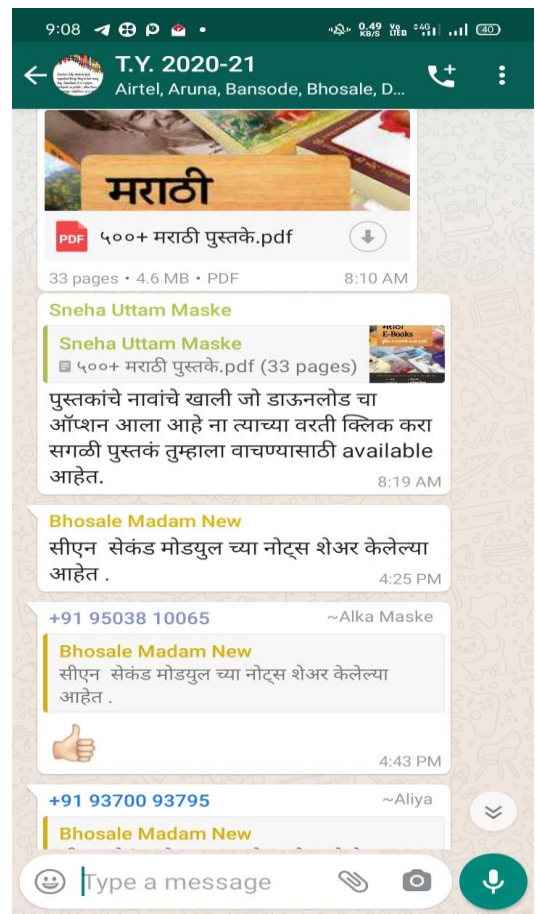 9:08
0.49 KB/S
Yo LTED
4G
40
T.Y. 2020-21
Airtel, Aruna, Bansode, Bhosale, D...
मराठी
PDF ५००+ मराठी पुस्तके.pdf
33 pages • 4.6 MB • PDF 8:10 AM
Sneha Uttam Maske
Sneha Uttam Maske
५००+ मराठी पुस्तके.pdf (33 pages)
E-Books
पुस्तकांचे नावांचे खाली जो डाऊनलोड चा
ऑप्शन आला आहे ना त्याच्या वरती क्लिक करा
सगळी पुस्तकं तुम्हाला वाचण्यासाठी available
आहेत.
8:19 AM
Bhosale Madam New
सीएन सेकंड मोडयुल च्या नोट्स शेअर केलेल्या
आहेत .
4:25 PM
+91 95038 10065 ~Alka Maske
Bhosale Madam New
सीएन सेकंड मोडयुल च्या नोट्स शेअर केलेल्या
आहेत .
4:43 PM
+91 93700 93795 ~Aliya
Bhosale Madam New
Type a message